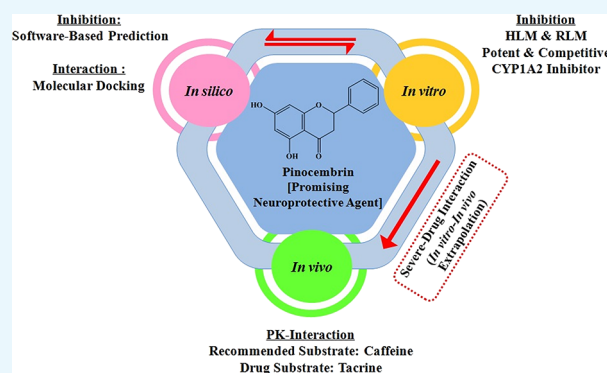 Inhibition:
Software-Based Prediction
Interaction :
Molecular Docking
Inhibition
HLM & RLM
Potent & Competitive
CYP1A2 Inhibitor
In silico
In vitro
HO
O
OH
O
Pinocembrin
[Promising
Neuroprotective Agent]
Severe-Drug Interaction
(In vitro-In vivo
Extrapolation)
In vivo
PK-Interaction
Recommended Substrate: Caffeine
Drug Substrate: Tacrine